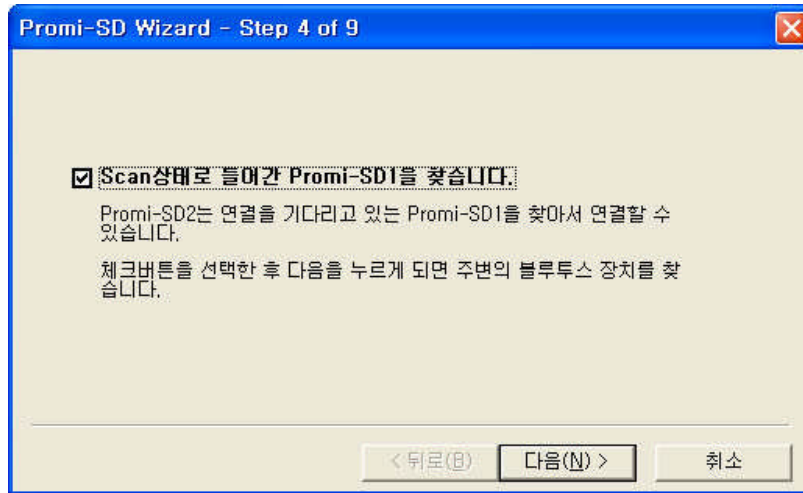 Promi-SD Wizard - Step 4 of 9
Scan상태로 들어간 Promi-SD1을 찾습니다.
Promi-SD2는 연결을 기다리고 있는 Promi-SD1을 찾아서 연결할 수
있습니다.
체크버튼을 선택한 후 다음을 누르게 되면 주변의 블루투스 장치를 찾
습니다.
< 뒤로(B) 다음(N) > 취소